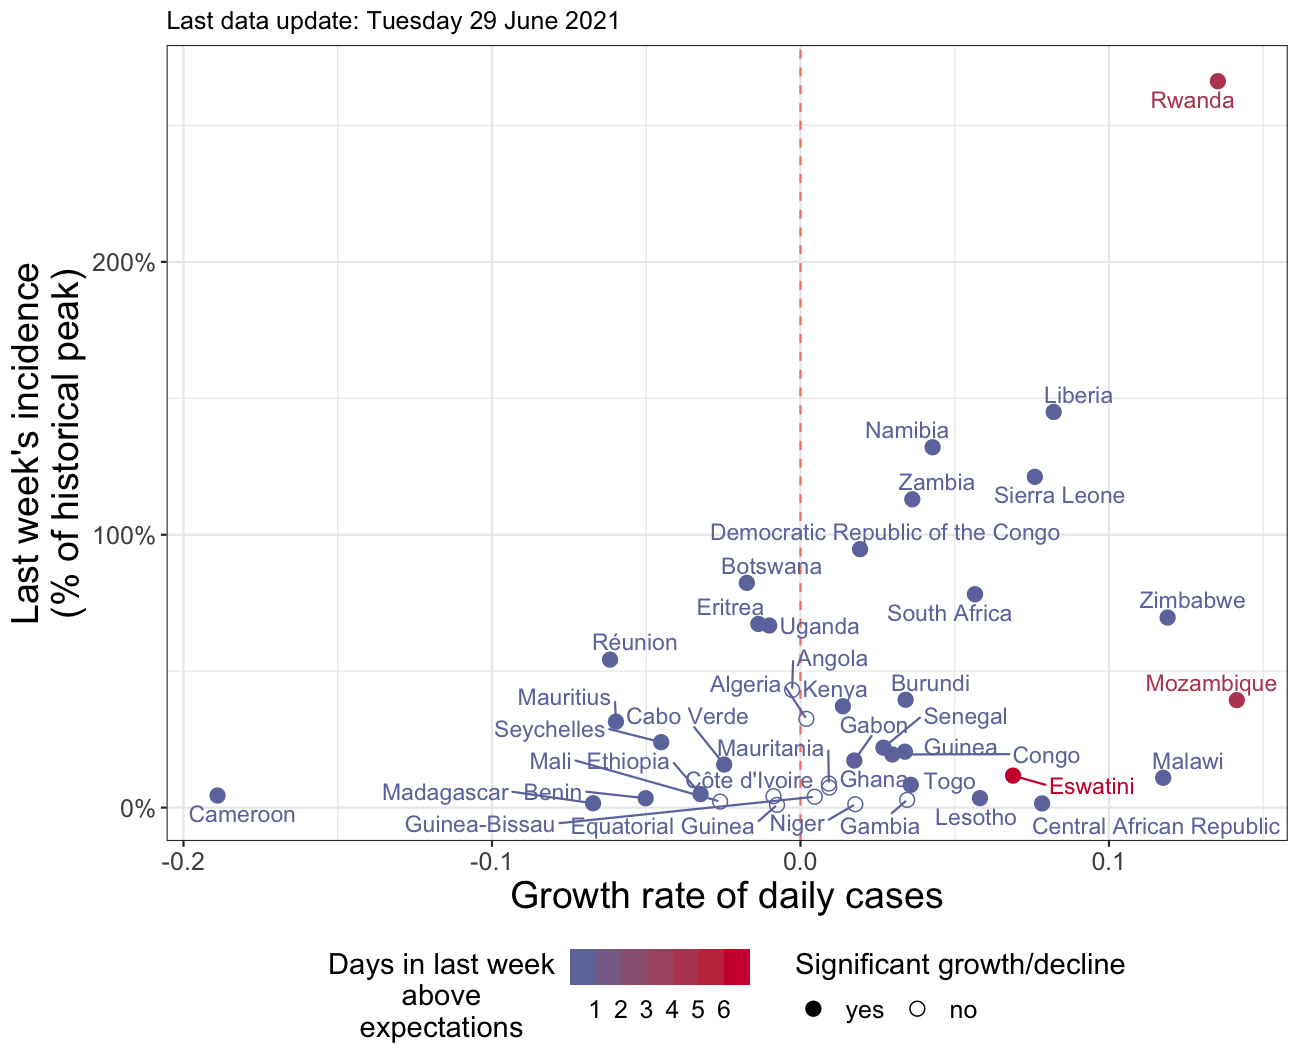 Last data update: Tuesday 29 June 2021
Last week's incidence
(% of historical peak)
200%
100%
0%
Rwanda
Liberia
Namibia
Zambia
Sierra Leone
Democratic Republic of the Congo
Botswana
Eritrea
Uganda
South Africa
Zimbabwe
Réunion
Angola
Algeria
Kenya
Burundi
Mozambique
Mauritius
Cabo Verde
Senegal
Seychelles
Gabon
Mauritania
Guinea
Congo
Mali
Ethiopia
Malawi
Côte d'Ivoire
Ghana
Togo
Eswatini
Madagascar
Benin
Cameroon
Guinea-Bissau
Equatorial Guinea
Niger
Gambia
Lesotho
Central African Republic
-0.2
-0.1
0.0
0.1
Growth rate of daily cases
Days in last week
above
expectations
1 2 3 4 5 6
Significant growth/decline
yes
no